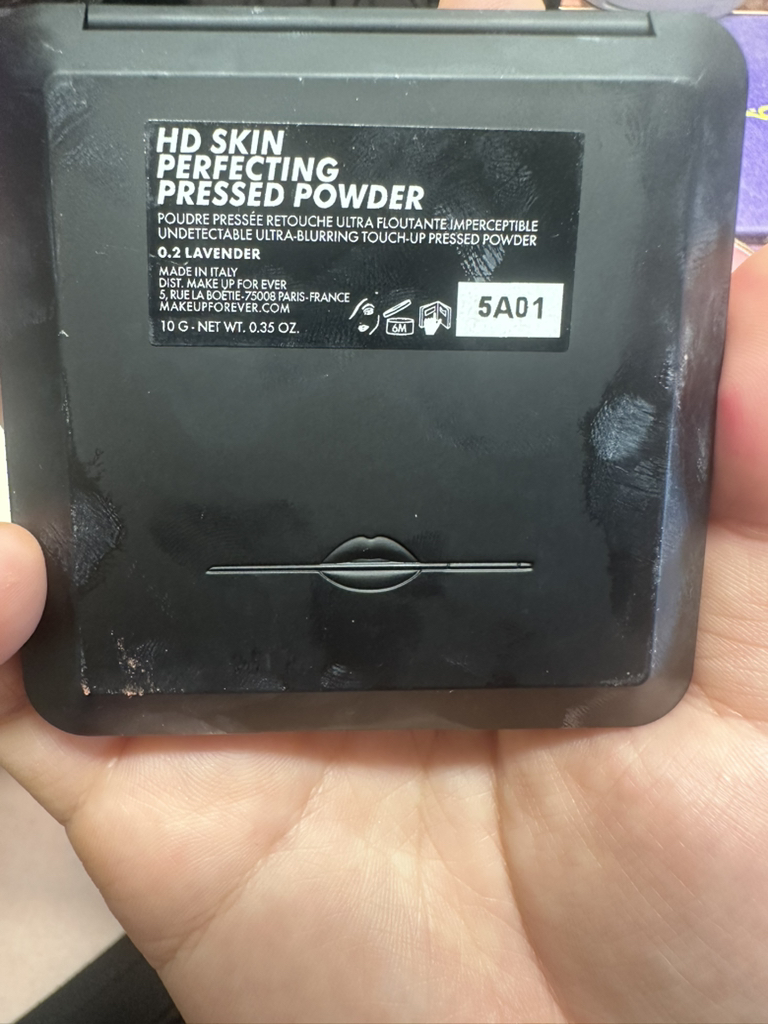 HD SKIN
PERFECTING
PRESSED POWDER
POUDRE PRESSÉE RETOUCHE ULTRA FLOUTANTE IMPERCEPTIBLE
UNDETECTABLE ULTRA-BLURRING TOUCH-UP PRESSED POWDER
0.2 LAVENDER
MADE IN ITALY
DIST. MAKE UP FOR EVER
5, RUE LA BOÉTIE-75008 PARIS-FRANCE
MAKEUPFOREVER.COM
10 G - NET WT. 0.35 OZ.
6M
5A01